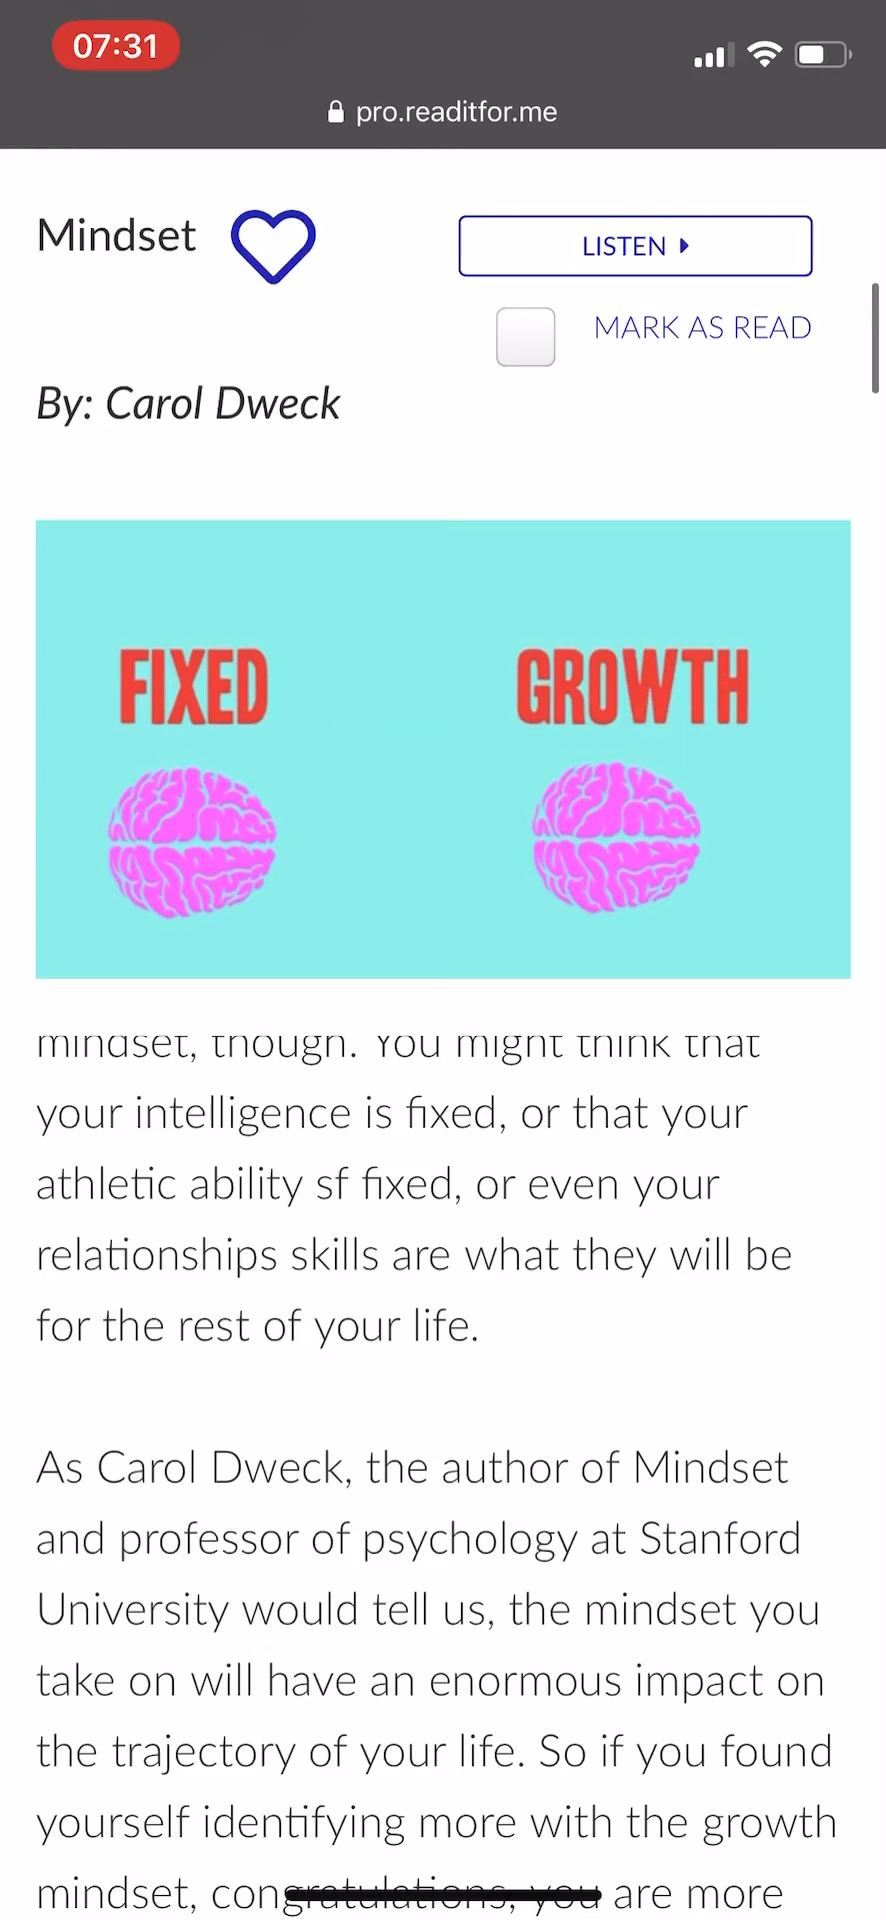 07:31
pro.readitfor.me
Mindset
LISTEN
MARK AS READ
By: Carol Dweck
FIXED
GROWTH
mindset, though. You might think that
your intelligence is fixed, or that your
athletic ability sf fixed, or even your
relationships skills are what they will be
for the rest of your life.
As Carol Dweck, the author of Mindset
and professor of psychology at Stanford
University would tell us, the mindset you
take on will have an enormous impact on
the trajectory of your life. So if you found
yourself identifying more with the growth
mindset, congratulations, you are more